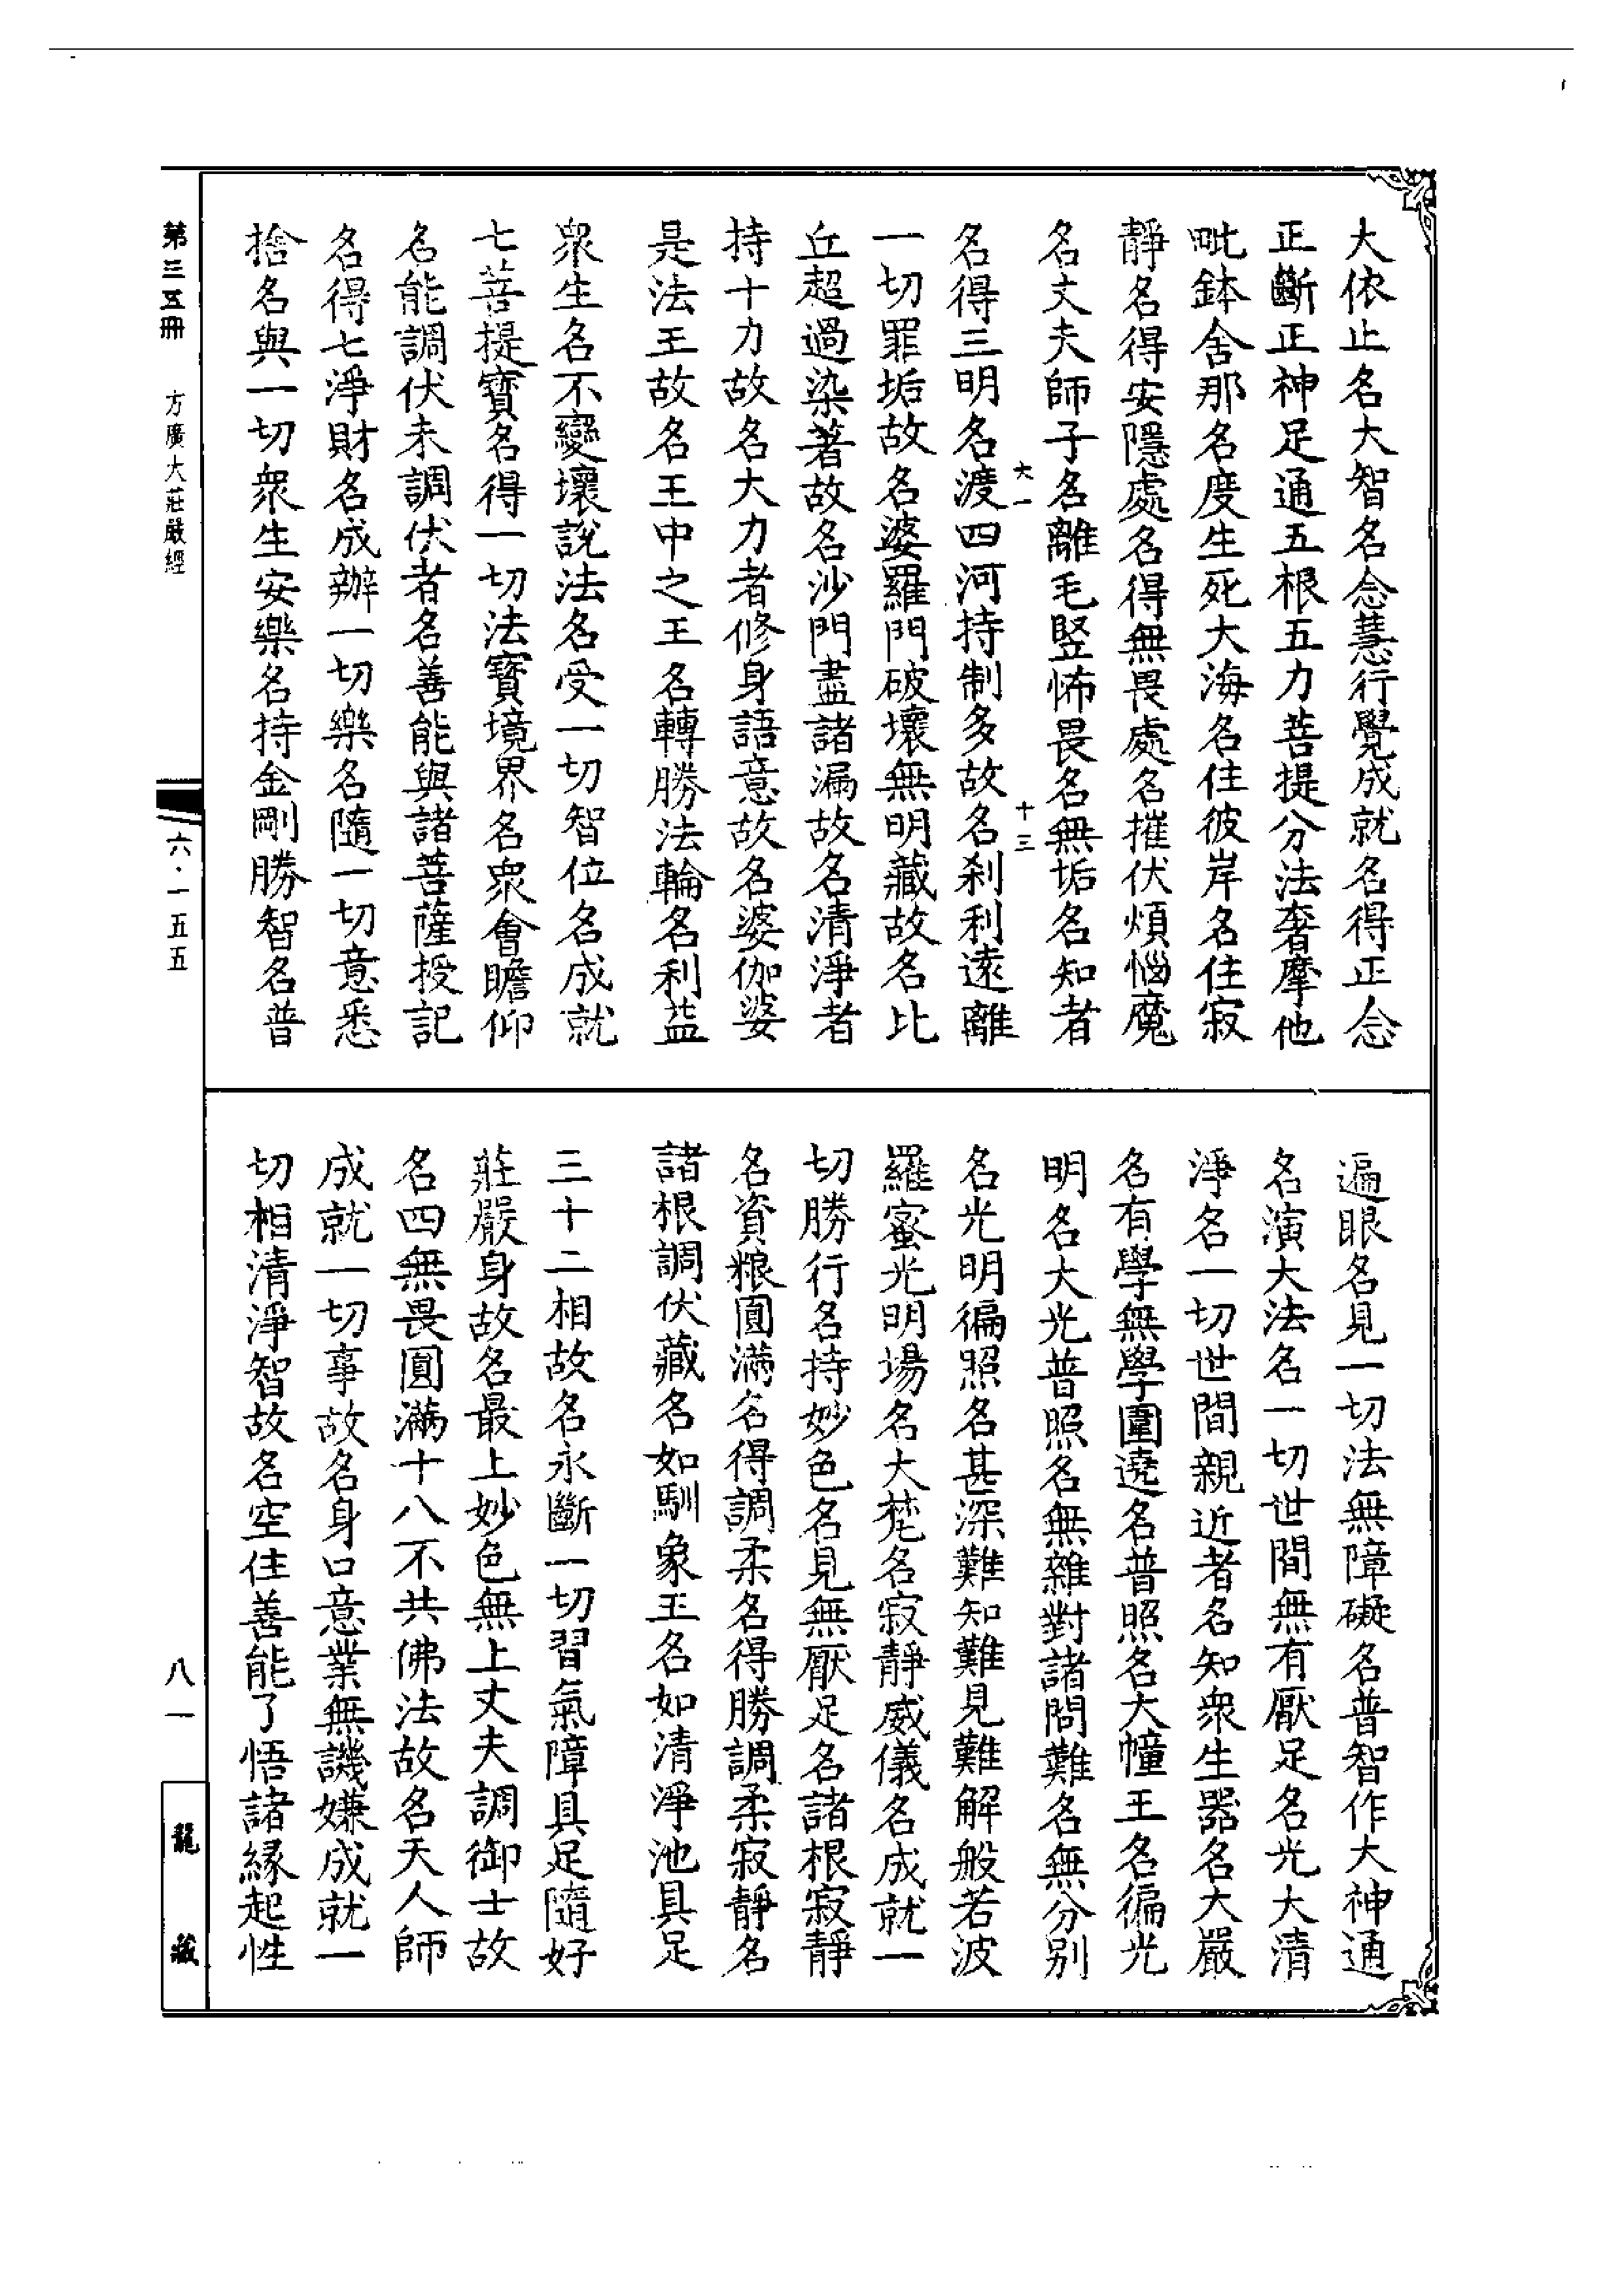 大依止名大智名念慧行覺成就名得正念
正斷正神足通五根五力菩提分法奢摩他
毗鉢舍那名度生死大海名住彼岸名住寂
靜名得安隱處名得無畏處名摧伏煩惱魔
名丈夫師子名離毛竪怖畏名無垢名知者
大一　十三
名得三明名渡四河持制多故名刹利遠離
一切罪垢故名婆羅門破壞無明藏故名比
丘超過染著故名沙門盡諸漏故名清淨者
持十力故名大力者修身語意故名婆伽婆
是法王故名王中之王名轉勝法輪名利益
衆生名不變壞說法名受一切智位名成就
七菩提寶名得一切法寶境界名衆會瞻仰
名能調伏未調伏者名善能與諸菩薩授記
名得七淨財名成辦一切樂名隨一切意悉
捨名與一切衆生安樂名持金剛勝智名普
遍眼名見一切法無障礙名普智作大神通
名演大法名一切世間無有厭足名光大清
淨名一切世間親近者名知衆生器名大嚴
名有學無學圍遶名普照名大幢王名徧光
明名大光普照名無雜對諸問難名無分別
名光明徧照名甚深難知難見難解般若波
羅蜜光明場名大梵名寂靜威儀名成就一
切勝行名持妙色名見無厭足名諸根寂靜
名資粮圓滿名得調柔名得勝調柔寂靜名
諸根調伏藏名如馴象王名如清淨池具足
三十二相故名永斷一切習氣障具足隨好
莊嚴身故名最上妙色無上丈夫調御士故
名四無畏圓滿十八不共佛法故名天人師
成就一切事故名身口意業無譏嫌成就一
切相清淨智故名空住善能了悟諸緣起性
第三五冊　方廣大莊嚴經
六·一五五
八一
龍藏